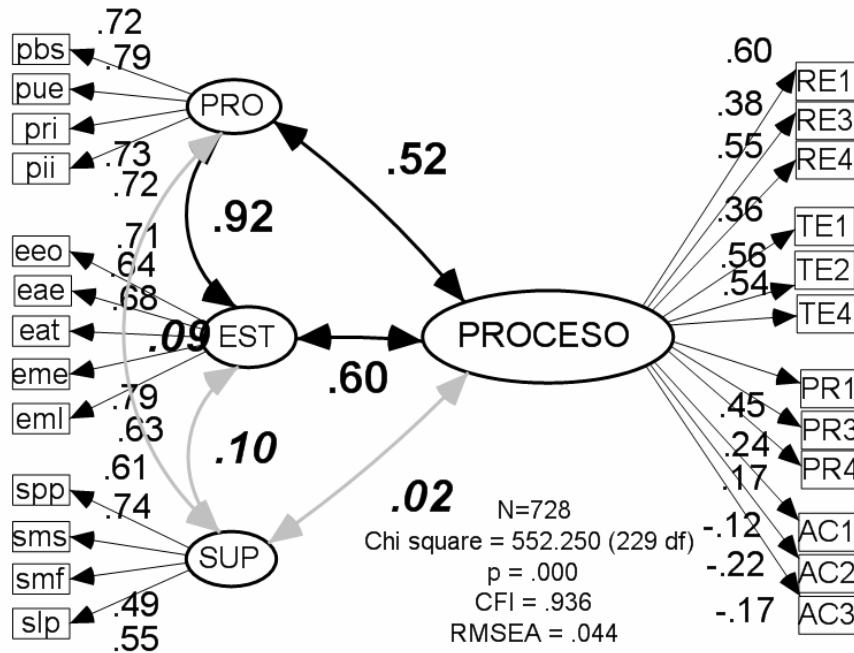 .72
pbs
.79
pue
PRO
pri
.73
pii
.72
.52
.92
.71
eeo
.64
eae
.68
eat
.09
EST
eme
.79
eml
.63
.60
PROCESO
.10
.61
spp
.74
sms
SUP
smf
.49
slp
.55
.02
.60
RE1
.38
RE3
.55
RE4
.36
TE1
.56
TE2
.54
TE4
PR1
.45
PR3
.24
PR4
.17
AC1
-.12
AC2
-.22
AC3
-.17
N=728
Chi square = 552.250 (229 df)
p = .000
CFI = .936
RMSEA = .044